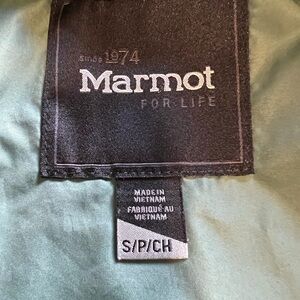 Since 1974
Marmot
FOR LIFE
MADE IN
VIETNAM
FABRIQUÉ AU
VIETNAM
S/P/CH